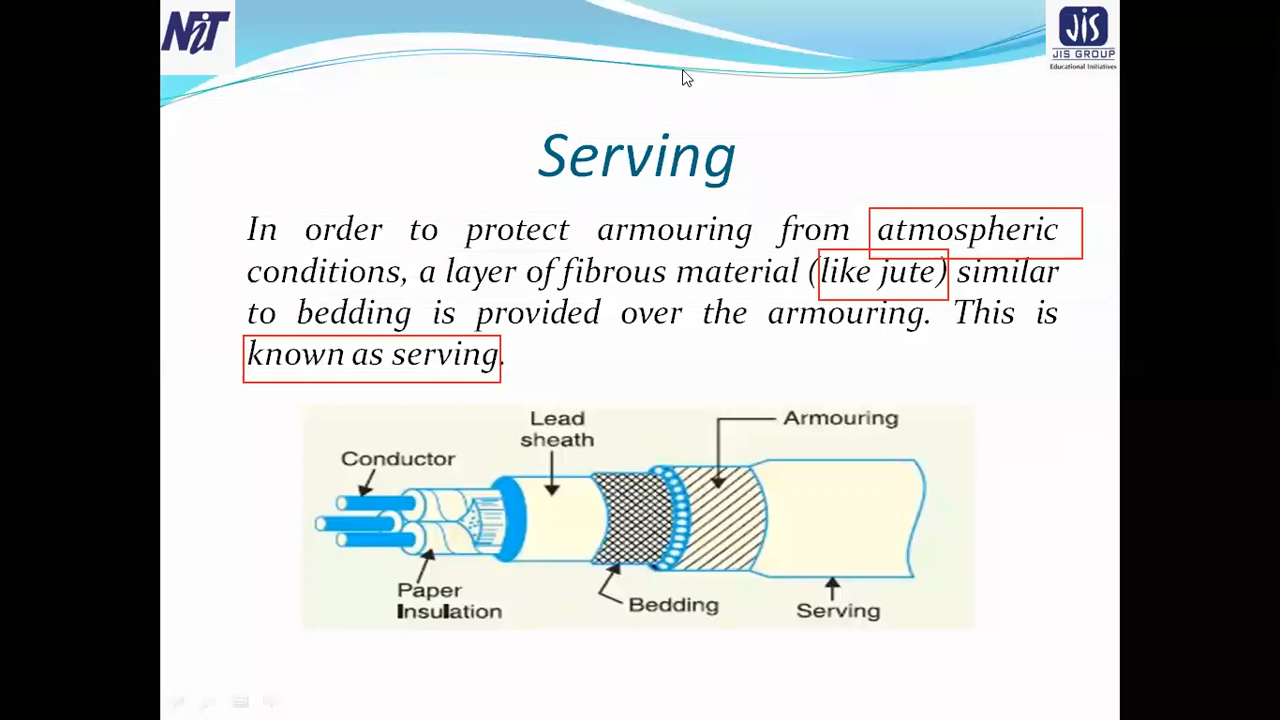 NiT
JIS
JIS GROUP
Educational Initiatives
Serving
In order to protect armouring from atmospheric
conditions, a layer of fibrous material (like jute) similar
to bedding is provided over the armouring. This is
known as serving.
Lead
sheath
Armouring
Conductor
Paper
Insulation
Bedding
Serving